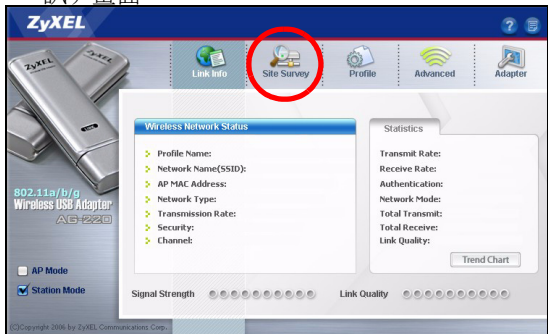 ZyXEL
Link Info
Site Survey
Profile
Advanced
Adapter
ZyXEL
802.11a/b/g
Wireless USB Adapter
AG-220
AP Mode
Station Mode
Wireless Network Status
Profile Name:
Network Name(SSID):
AP MAC Address:
Network Type:
Transmission Rate:
Security:
Channel:
Statistics
Transmit Rate:
Receive Rate:
Authentication:
Network Mode:
Total Transmit:
Total Receive:
Link Quality:
Trend Chart
Signal Strength
Link Quality
(C)Copyright 2006 by ZyXEL Communications Corp.